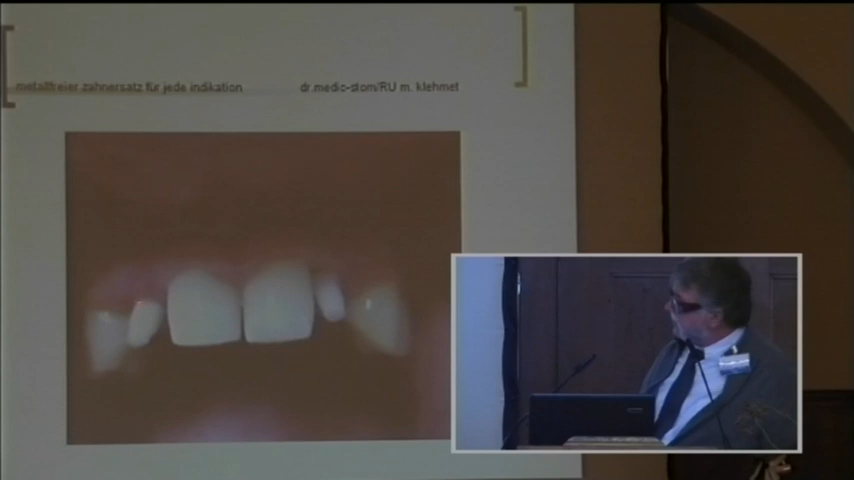 metallfreier zahnersatz für jede indikation
dr.medic-stom/RU m. klehmet